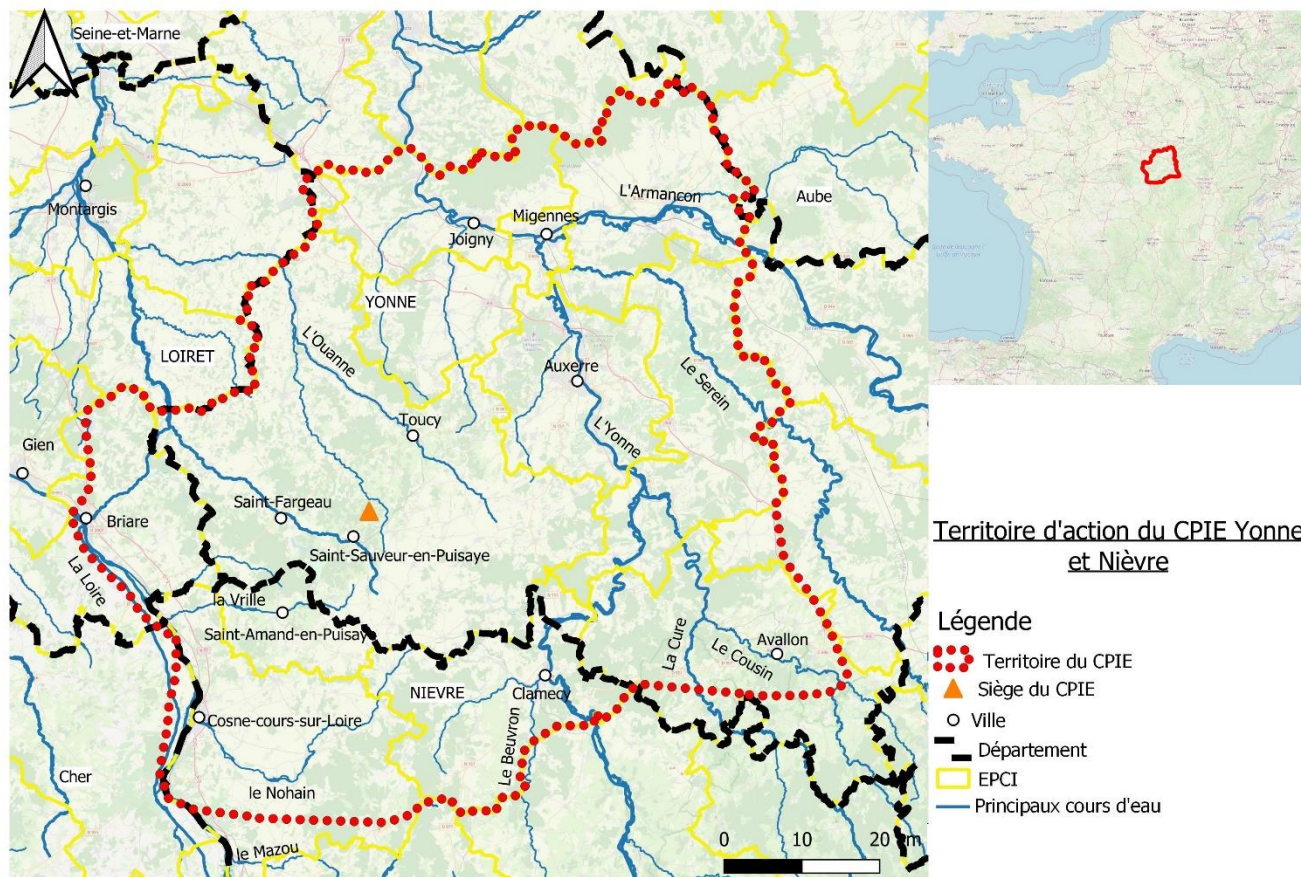 Seine-et-Marne
Montargis
L'Armançon
Aube
Migennes
Joigny
YONNE
LOIRET
L'Ouanne
Auxerre
Le Serein
Toucy
L'Yonne
Gien
Saint-Fargeau
Briare
Saint-Sauveur-en-Puisaye
La Loire
la Vrille
Saint-Amand-en-Puisay
La Cure
Avallon
Le Cousin
NIEVRE
Clamecy
Cosne-cours-sur-Loire
Le Beuvron
Cher
le Nohain
le Mazou
0 10 20 m
Territoire d'action du CPIE Yonne
et Nièvre
Légende
Territoire du CPIE
Siège du CPIE
Ville
Département
EPCI
Principaux cours d'eau